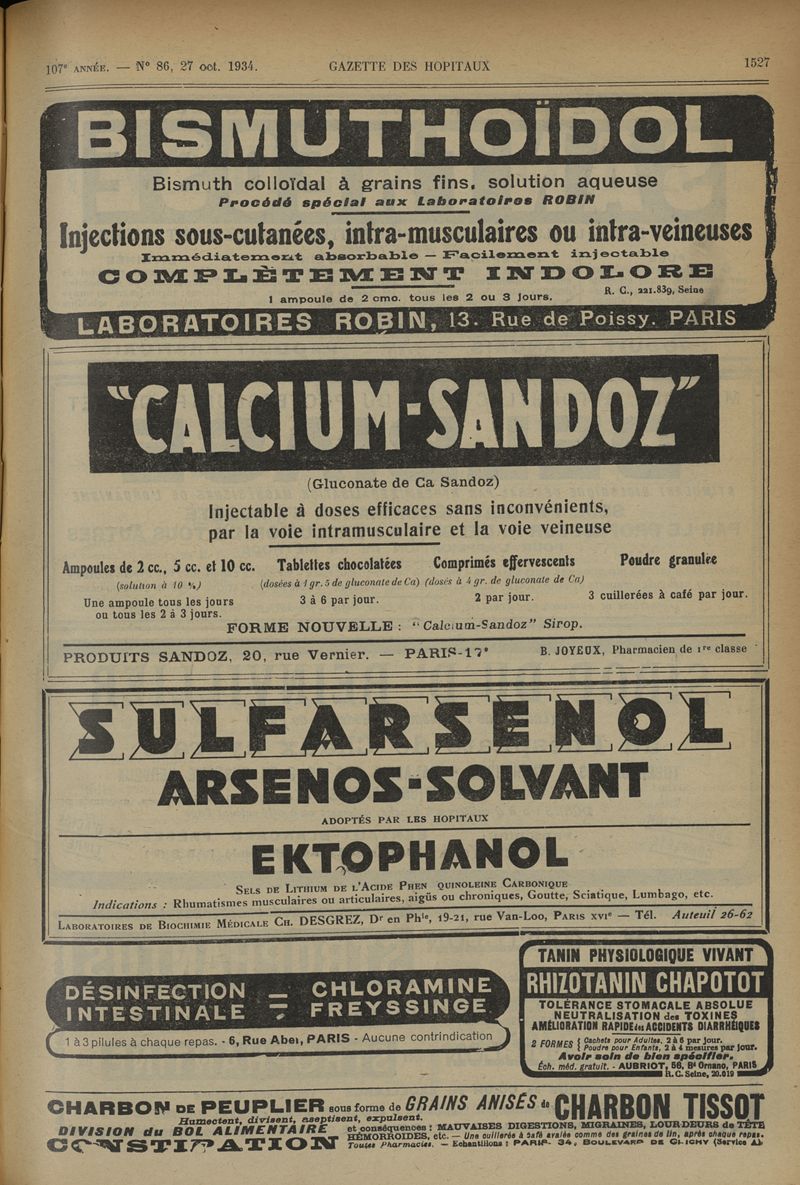 107e ANNÉE. — No 86, 27 oct. 1934. GAZETTE DES HOPITAUX 1527
BISMUTHOÏDOL
Bismuth colloïdal à grains fins, solution aqueuse
Procédé spécial aux Laboratoires ROBIN
Injections sous-cutanées, intra-musculaires ou intra-veineuses
Immédiatement absorbable — Facilement injectable
COMPLÈTEMENT INDOLORE
1 ampoule de 2 cmc. tous les 2 ou 3 jours. R. C., 221.839, Seine
LABORATOIRES ROBIN, 13. Rue de Poissy. PARIS
"CALCIUM-SANDOZ"
(Gluconate de Ca Sandoz)
Injectable à doses efficaces sans inconvénients,
par la voie intramusculaire et la voie veineuse
Ampoules de 2 cc., 5 cc. et 10 cc. Tablettes chocolatées Comprimés effervescents Poudre granulée
(solution à 10 %) (dosées à 1 gr. 5 de gluconate de Ca) (dosés à 4 gr. de gluconate de Ca)
Une ampoule tous les jours 3 à 6 par jour. 2 par jour. 3 cuillerées à café par jour.
ou tous les 2 à 3 jours.
FORME NOUVELLE : "Calcium-Sandoz" Sirop.
PRODUITS SANDOZ, 20, rue Vernier. — PARIS-17e B. JOYEUX, Pharmacien de 1re classe
SULFARSENOL
ARSENOS-SOLVANT
ADOPTÉS PAR LES HOPITAUX
EKTOPHANOL
SELS DE LITHIUM DE L'ACIDE PHEN QUINOLEINE CARBONIQUE
Indications : Rhumatismes musculaires ou articulaires, aigüs ou chroniques, Goutte, Sciatique, Lumbago, etc.
LABORATOIRES DE BIOCHIMIE MÉDICALE CH. DESGREZ, Dr en Phie, 19-21, rue Van-Loo, PARIS XVIe — Tél. Auteuil 26-62
DÉSINFECTION = CHLORAMINE
INTESTINALE = FREYSSINGE
1 à 3 pilules à chaque repas. - 6, Rue Abel, PARIS - Aucune contrindication
TANIN PHYSIOLOGIQUE VIVANT
RHIZOTANIN CHAPOTOT
TOLÉRANCE STOMACALE ABSOLUE
NEUTRALISATION des TOXINES
AMÉLIORATION RAPIDE des ACCIDENTS DIARRHÉIQUES
2 FORMES { Cachets pour Adultes, 2 à 6 par jour.
{ Poudre pour Enfants, 2 à 4 mesures par jour.
Avoir soin de bien spécifier.
Éch. méd. gratuit. - AUBRIOT, 56, Bd Ornano, PARIS
R. C. Seine, 20.019
CHARBON DE PEUPLIER sous forme de GRAINS ANISÉS de CHARBON TISSOT
Humectent, divisent, aseptisent, expulsent.
DIVISION du BOL ALIMENTAIRE et conséquences : MAUVAISES DIGESTIONS, MIGRAINES, LOURDEURS de TÊTE
CONSTIPATION HÉMORROIDES, etc. — Une cuillerée à café avalée comme des graines de lin, après chaque repas.
Toutes Pharmacies. — Echantillons : PARIS- 34, BOULEVARD DE CLICHY (Service A)